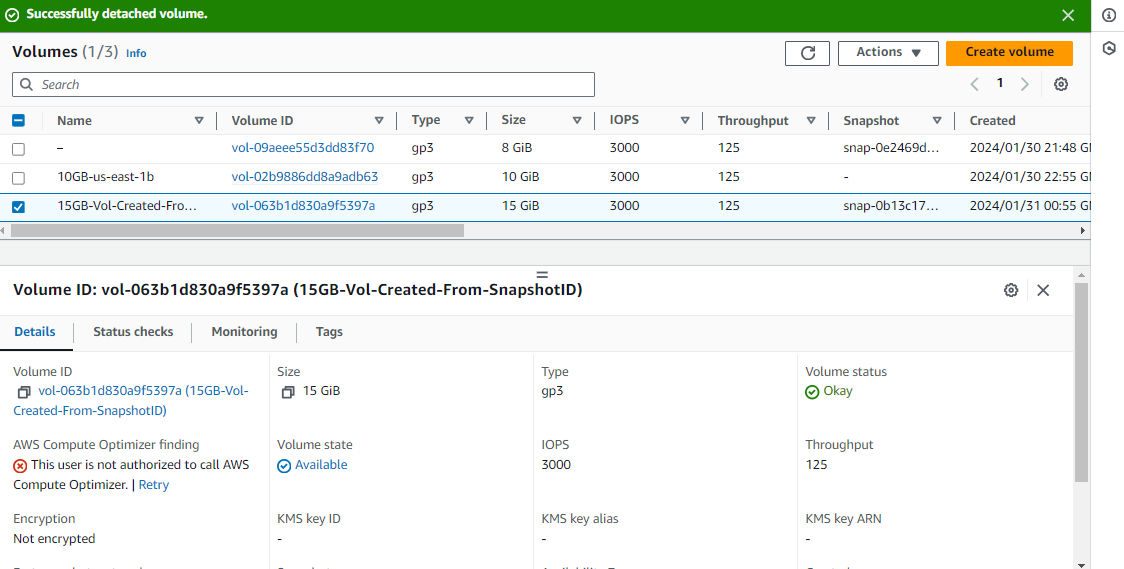 Successfully detached volume.
Volumes (1/3) Info
Actions
Create volume
Search
1
Name Volume ID Type Size IOPS Throughput Snapshot Created
– vol-09aeee55d3dd83f70 gp3 8 GiB 3000 125 snap-0e2469d... 2024/01/30 21:48
10GB-us-east-1b vol-02b9886dd8a9adb63 gp3 10 GiB 3000 125 - 2024/01/30 22:55
15GB-Vol-Created-Fro... vol-063b1d830a9f5397a gp3 15 GiB 3000 125 snap-0b13c17... 2024/01/31 00:55
Volume ID: vol-063b1d830a9f5397a (15GB-Vol-Created-From-SnapshotID)
Details Status checks Monitoring Tags
Volume ID Size Type Volume status
vol-063b1d830a9f5397a (15GB-Vol- 15 GiB gp3 Okay
Created-From-SnapshotID)
AWS Compute Optimizer finding Volume state IOPS Throughput
This user is not authorized to call AWS Available 3000 125
Compute Optimizer. | Retry
Encryption KMS key ID KMS key alias KMS key ARN
Not encrypted - - -